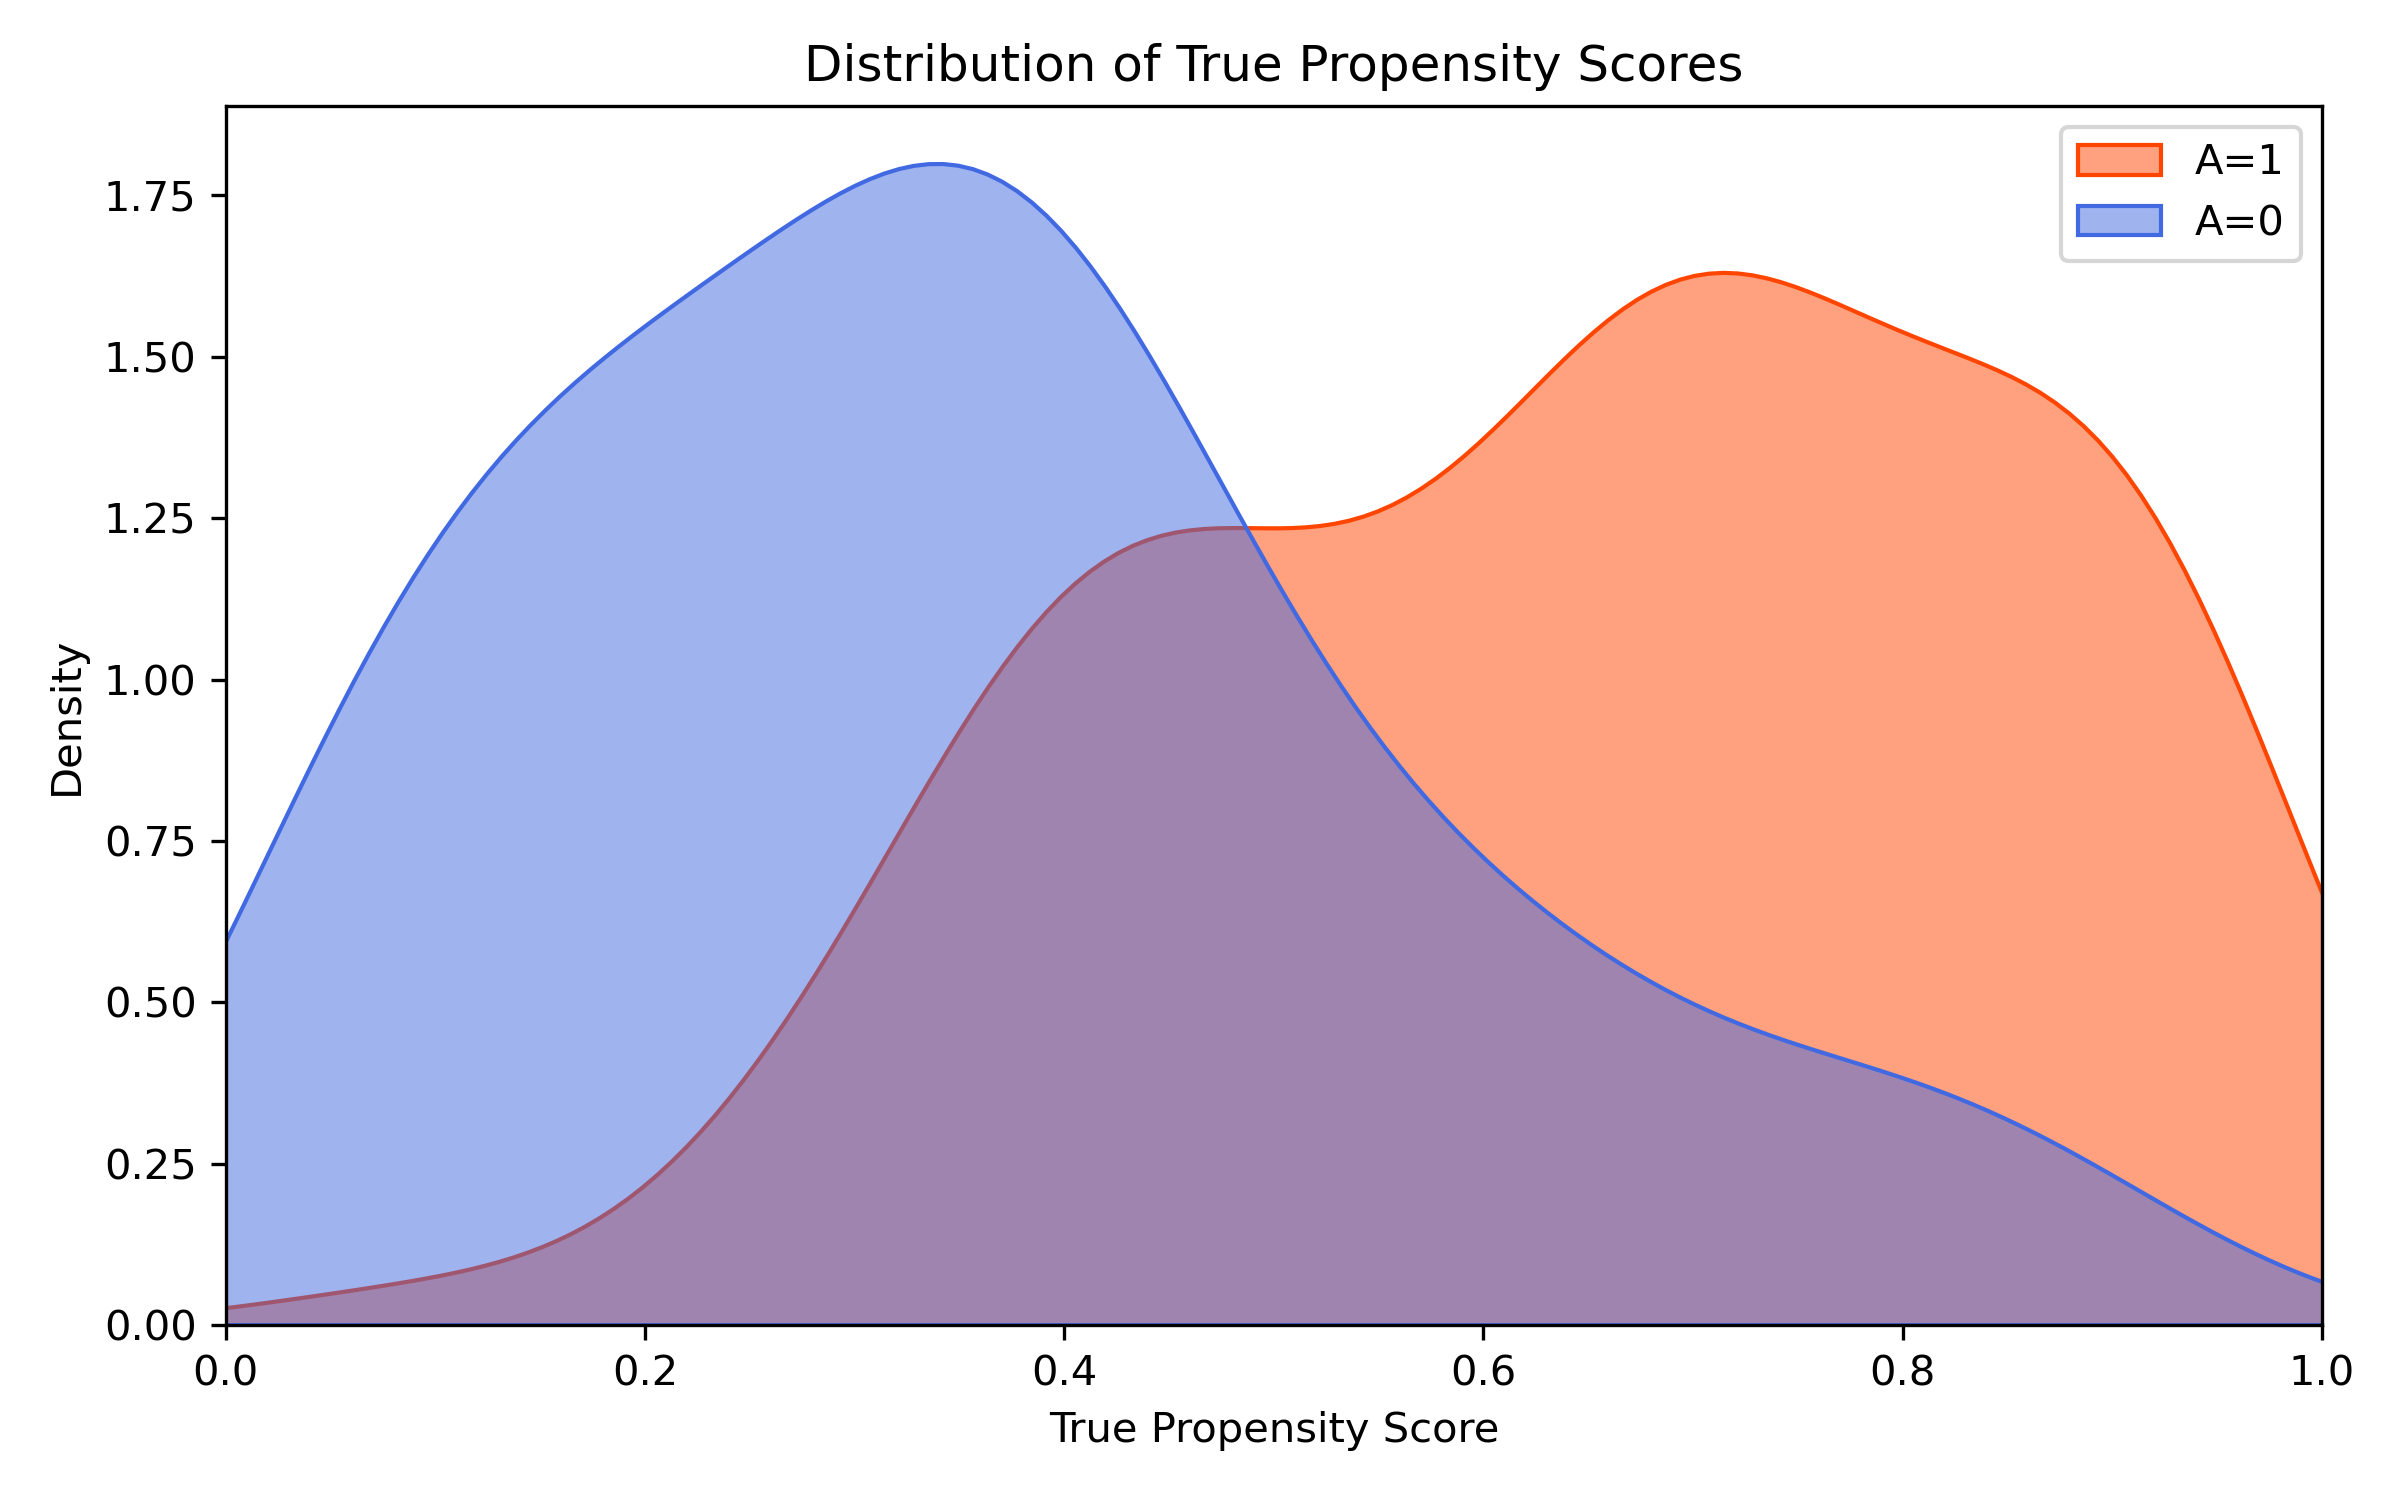 Distribution of True Propensity Scores
A=1
A=0
Density
1.75
1.50
1.25
1.00
0.75
0.50
0.25
0.00
0.0 0.2 0.4 0.6 0.8 1.0
True Propensity Score